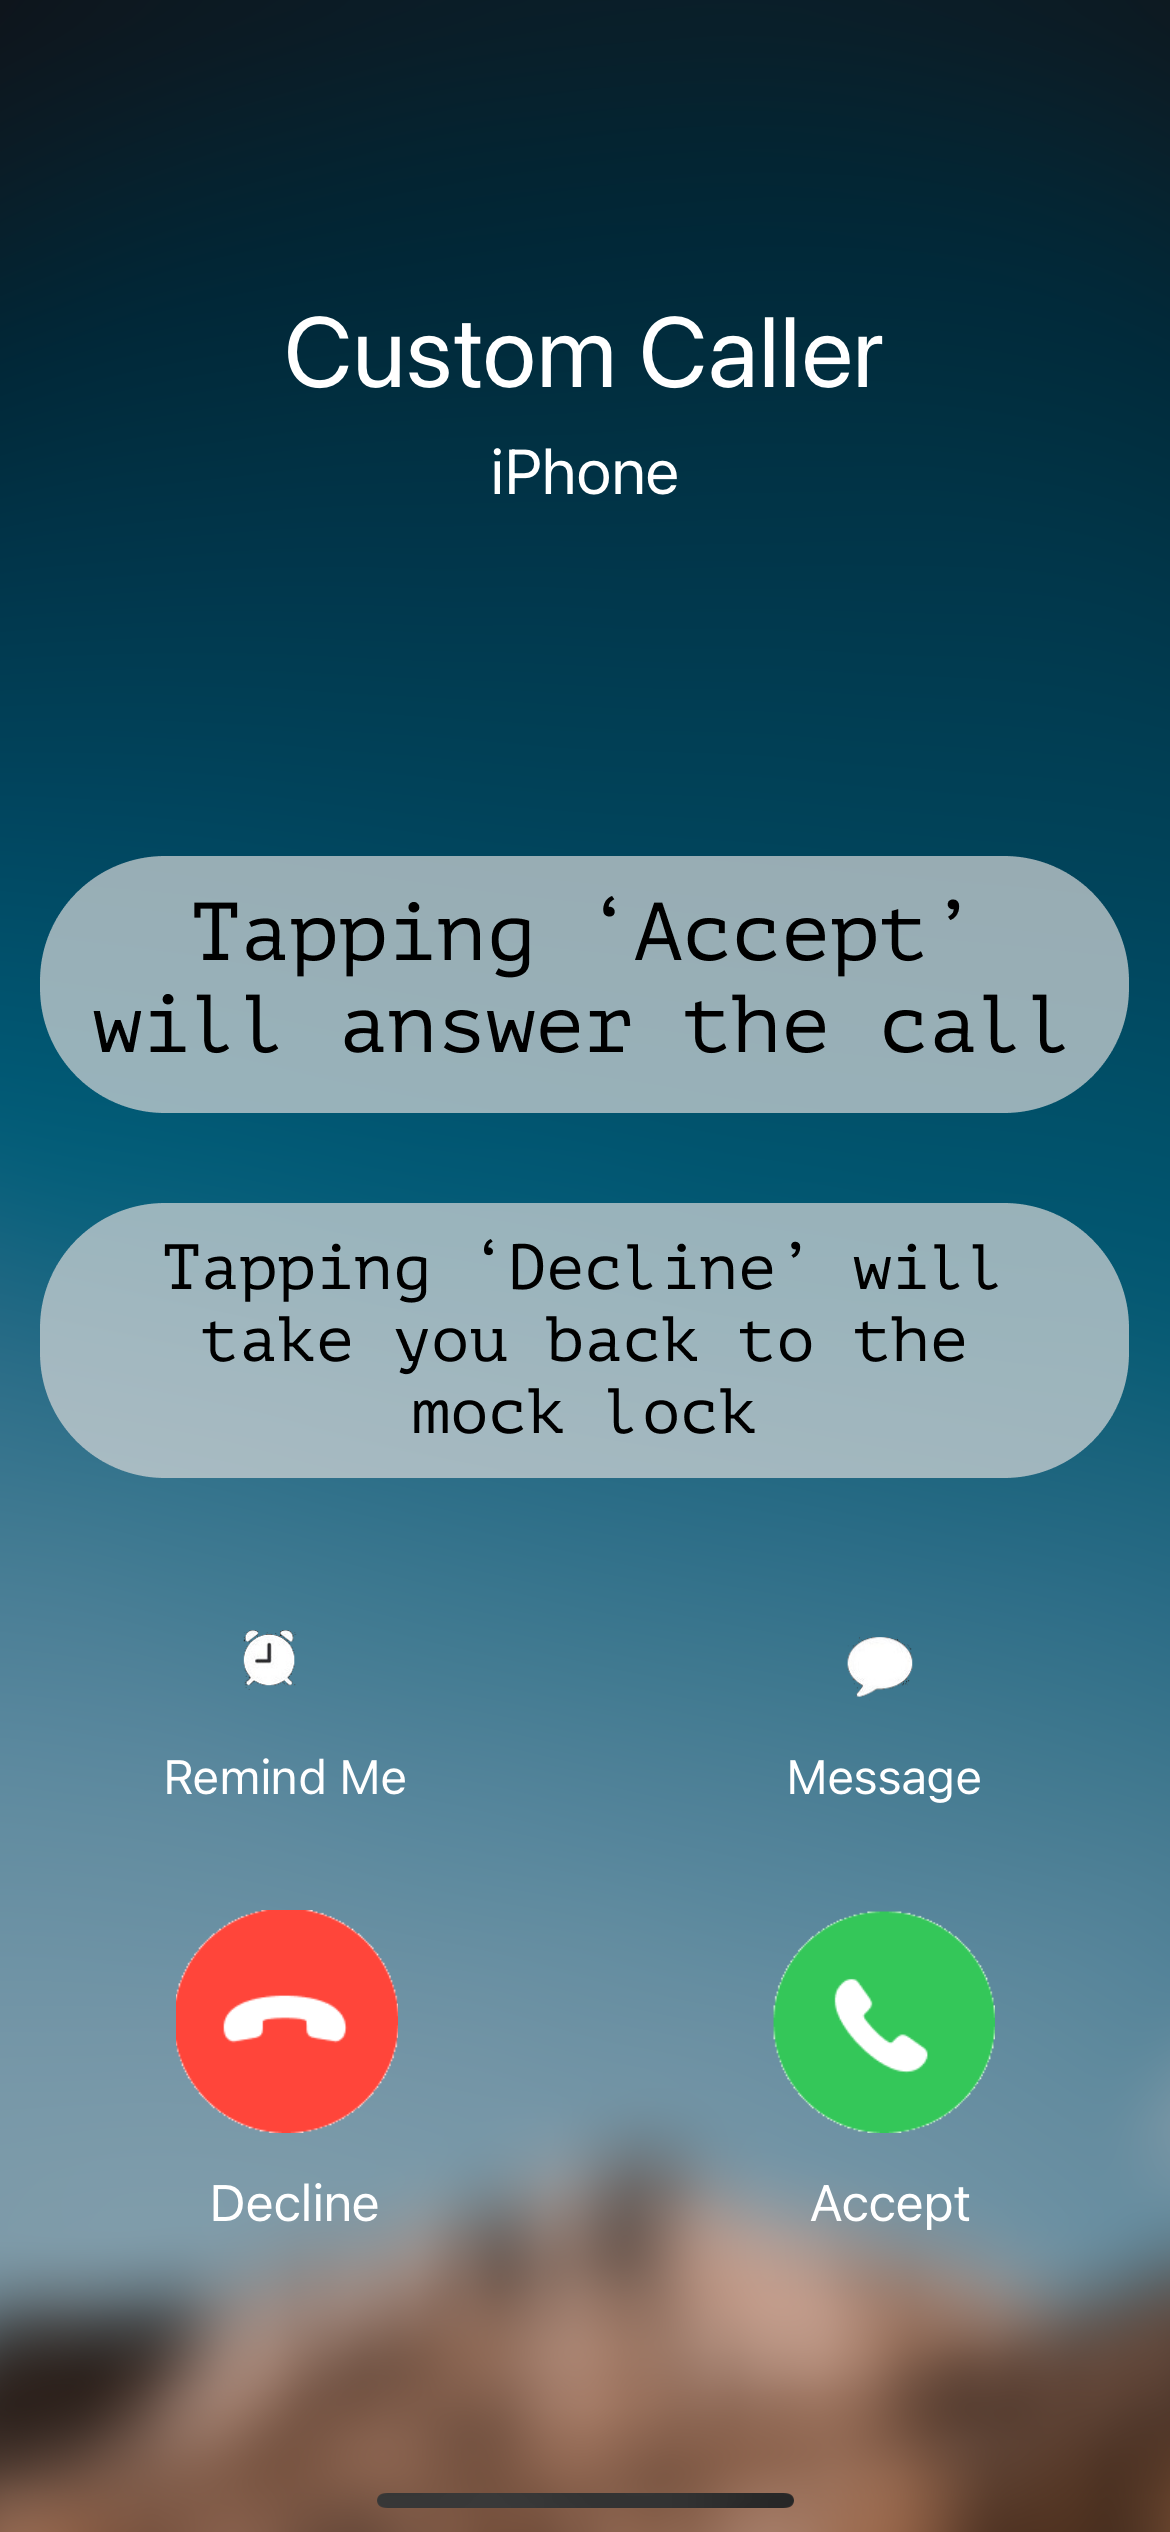 Custom Caller
iPhone
Tapping ‘Accept’
will answer the call
Tapping ‘Decline’ will
take you back to the
mock lock
Remind Me
Message
Decline
Accept